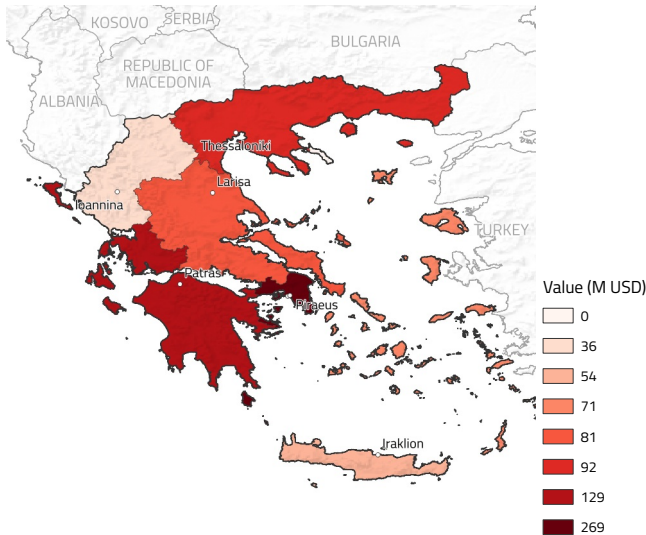 KOSOVO
SERBIA
BULGARIA
REPUBLIC OF
MACEDONIA
ALBANIA
Thessaloniki
Larisa
Ioannina
TURKEY
Patras
Piraeus
Iraklion
Value (M USD)
0
36
54
71
81
92
129
269